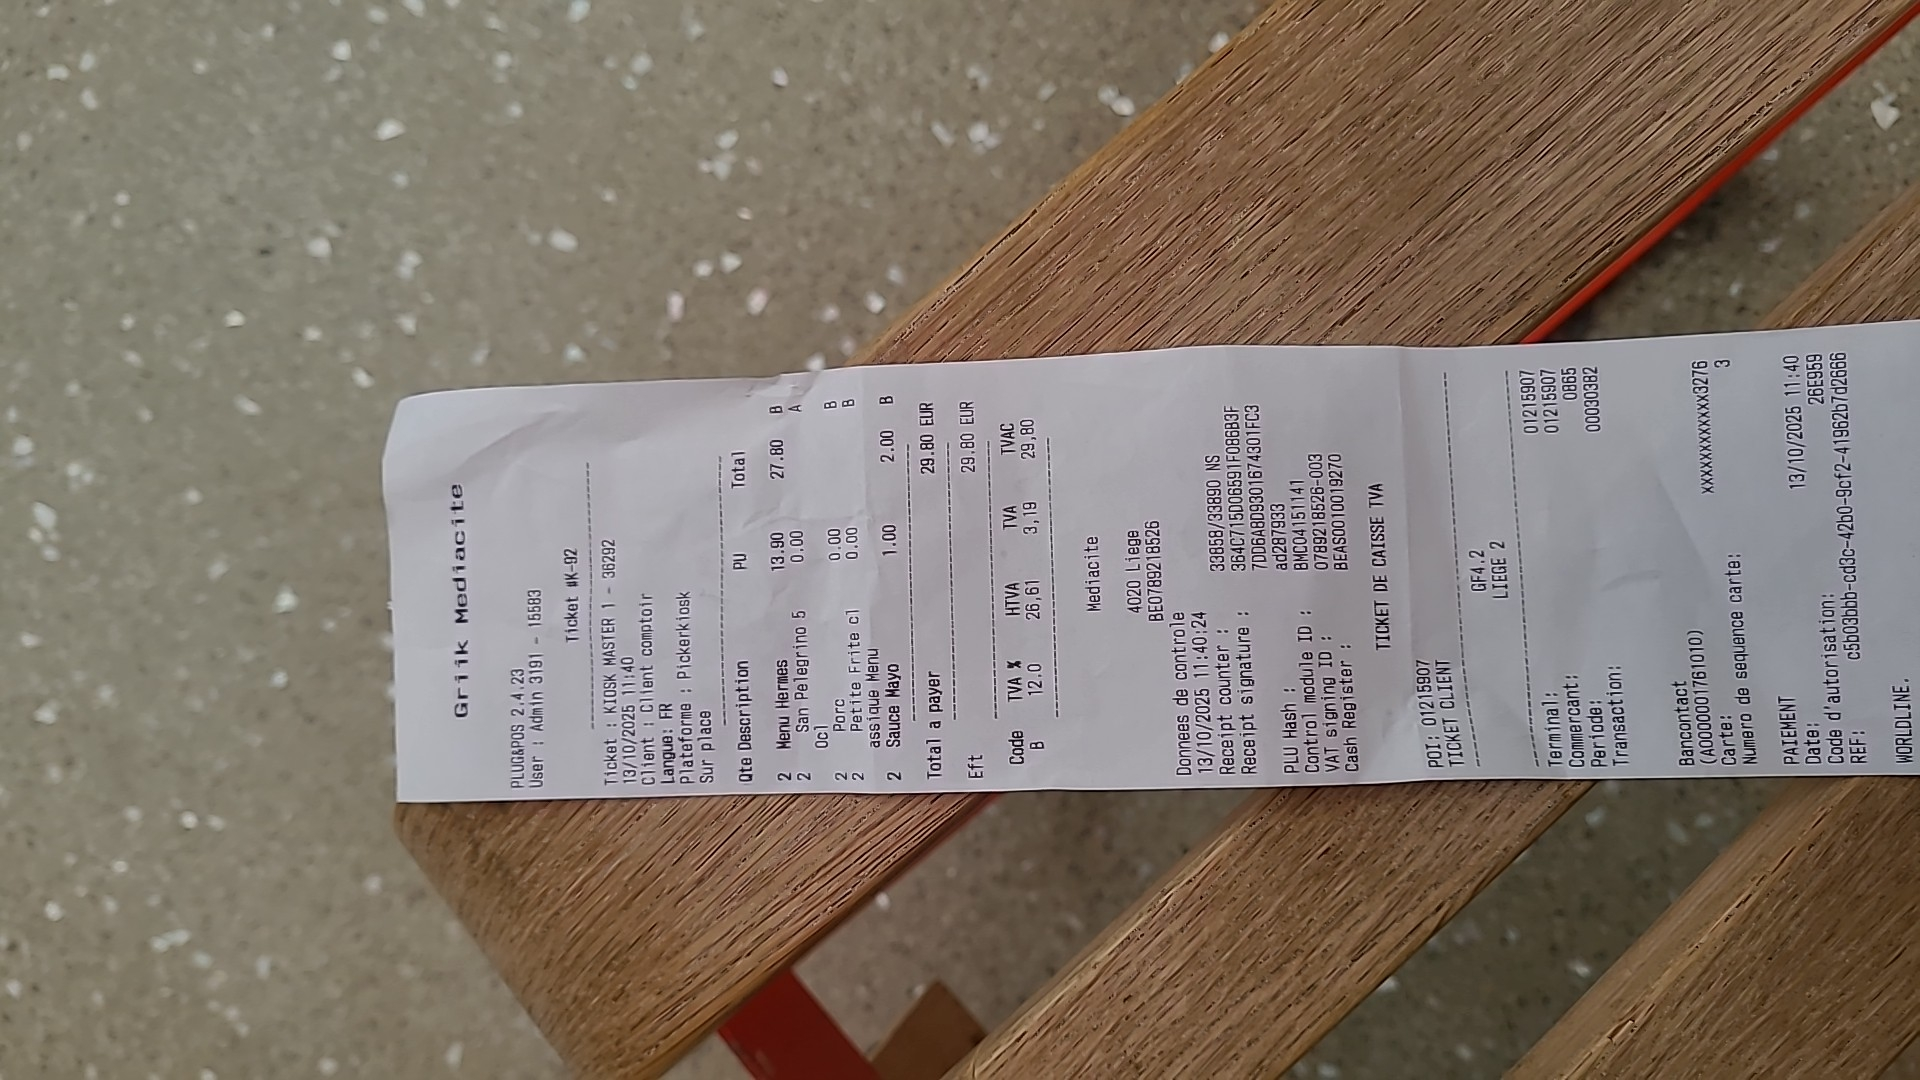 Griik Mediacite
PLUG&POS 2.4.23
User : Admin 3191 - 15583
Ticket #K-92
Ticket : KIOSK MASTER 1 - 36292
13/10/2025 11:40
Client : Client comptoir
Langue: FR
Plateforme : Pickerkiosk
Sur place
Qte Description PU Total
2 Menu Hermes 13.90 27.80 B
2 San Pelegrino 5 0.00 A
0cl
2 Porc 0.00 B
2 Petite Frite cl 0.00 B
assique Menu
2 Sauce Mayo 1.00 2.00 B
Total a payer 29.80 EUR
Eft 29.80 EUR
Code TVA % HTVA TVA TVAC
B 12.0 26,61 3,19 29,80
Mediacite
4020 Liege
BE0789218526
Donnees de controle
13/10/2025 11:40:24
Receipt counter : 33858/33890 NS
Receipt signature : 364C715D06591F086B3F
7DD6A8D9301674301FC3
PLU Hash : ad287933
Control module ID : BMC04151141
VAT signing ID : 0789218526-003
Cash Register : BEAS0010019270
TICKET DE CAISSE TVA
POI: 01215907
TICKET CLIENT
GF4.2
LIEGE 2
Terminal: 01215907
Commercant: 01215907
Periode: 0865
Transaction: 00030382
Bancontact
(A0000001761010)
Carte: xxxxxxxxxxxxx3276
Numero de sequence carte: 3
PAIEMENT
Date: 13/10/2025 11:40
Code d'autorisation: 26E959
REF: c5b03bbb-cd3c-42b0-9cf2-41962b7d2666
WORLDLINE.